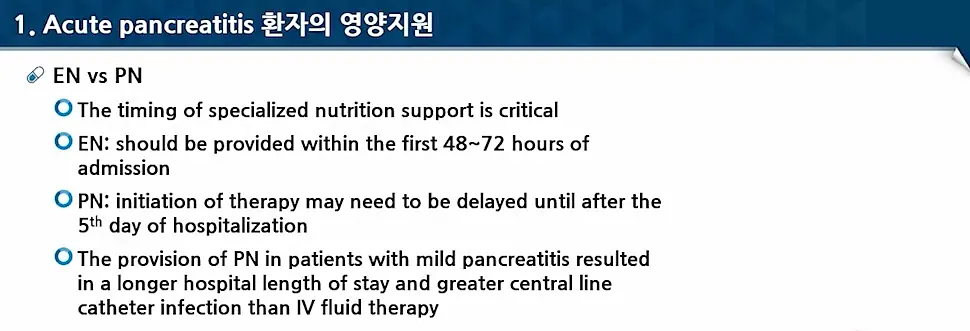 1. Acute pancreatitis 환자의 영양지원
EN vs PN
The timing of specialized nutrition support is critical
EN: should be provided within the first 48~72 hours of
admission
PN: initiation of therapy may need to be delayed until after the
5th day of hospitalization
The provision of PN in patients with mild pancreatitis resulted
in a longer hospital length of stay and greater central line
catheter infection than IV fluid therapy